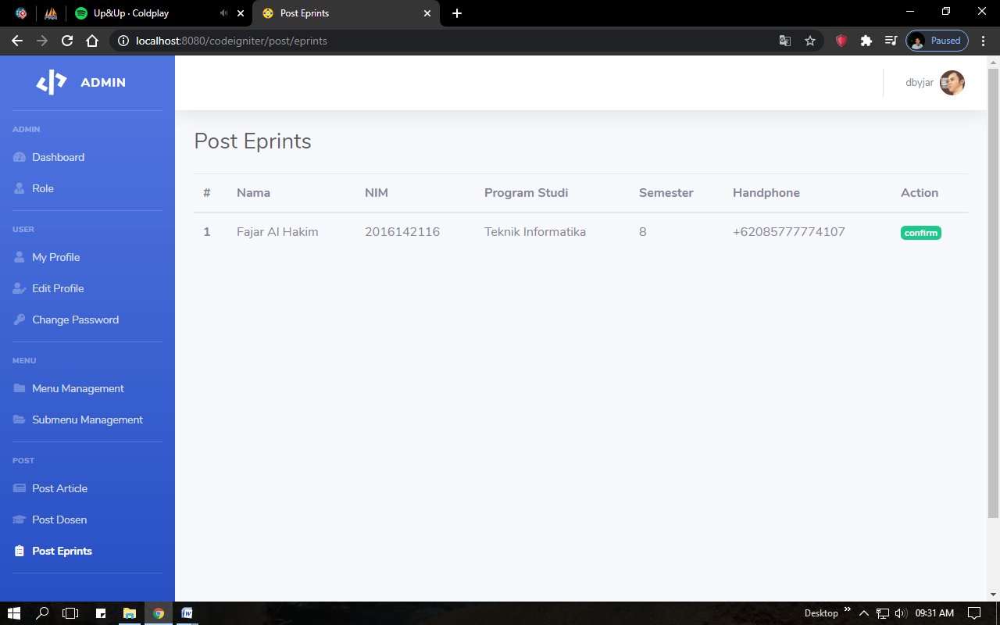 Up&Up · Coldplay
Post Eprints
localhost:8080/codeigniter/post/eprints
Paused
ADMIN
dbyjar
ADMIN
Dashboard
Role
USER
My Profile
Edit Profile
Change Password
MENU
Menu Management
Submenu Management
POST
Post Article
Post Dosen
Post Eprints
Post Eprints
# Nama NIM Program Studi Semester Handphone Action
1 Fajar Al Hakim 2016142116 Teknik Informatika 8 +62085777774107 confirm
Desktop 09:31 AM